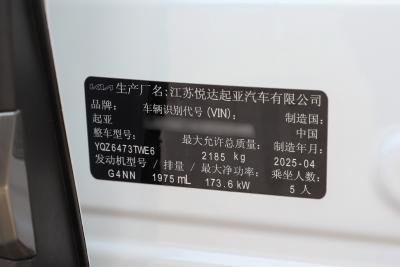 KIA 生产厂名:江苏悦达起亚汽车有限公司
品牌: 车辆识别代号(VIN): 制造国:
起亚 中国
整车型号: 最大允许总质量: 制造年月:
YQZ6473TWE6 2185 kg 2025-04
发动机型号/排量/最大净功率: 乘坐人数:
G4NN 1975 mL 173.6 kW 5 人